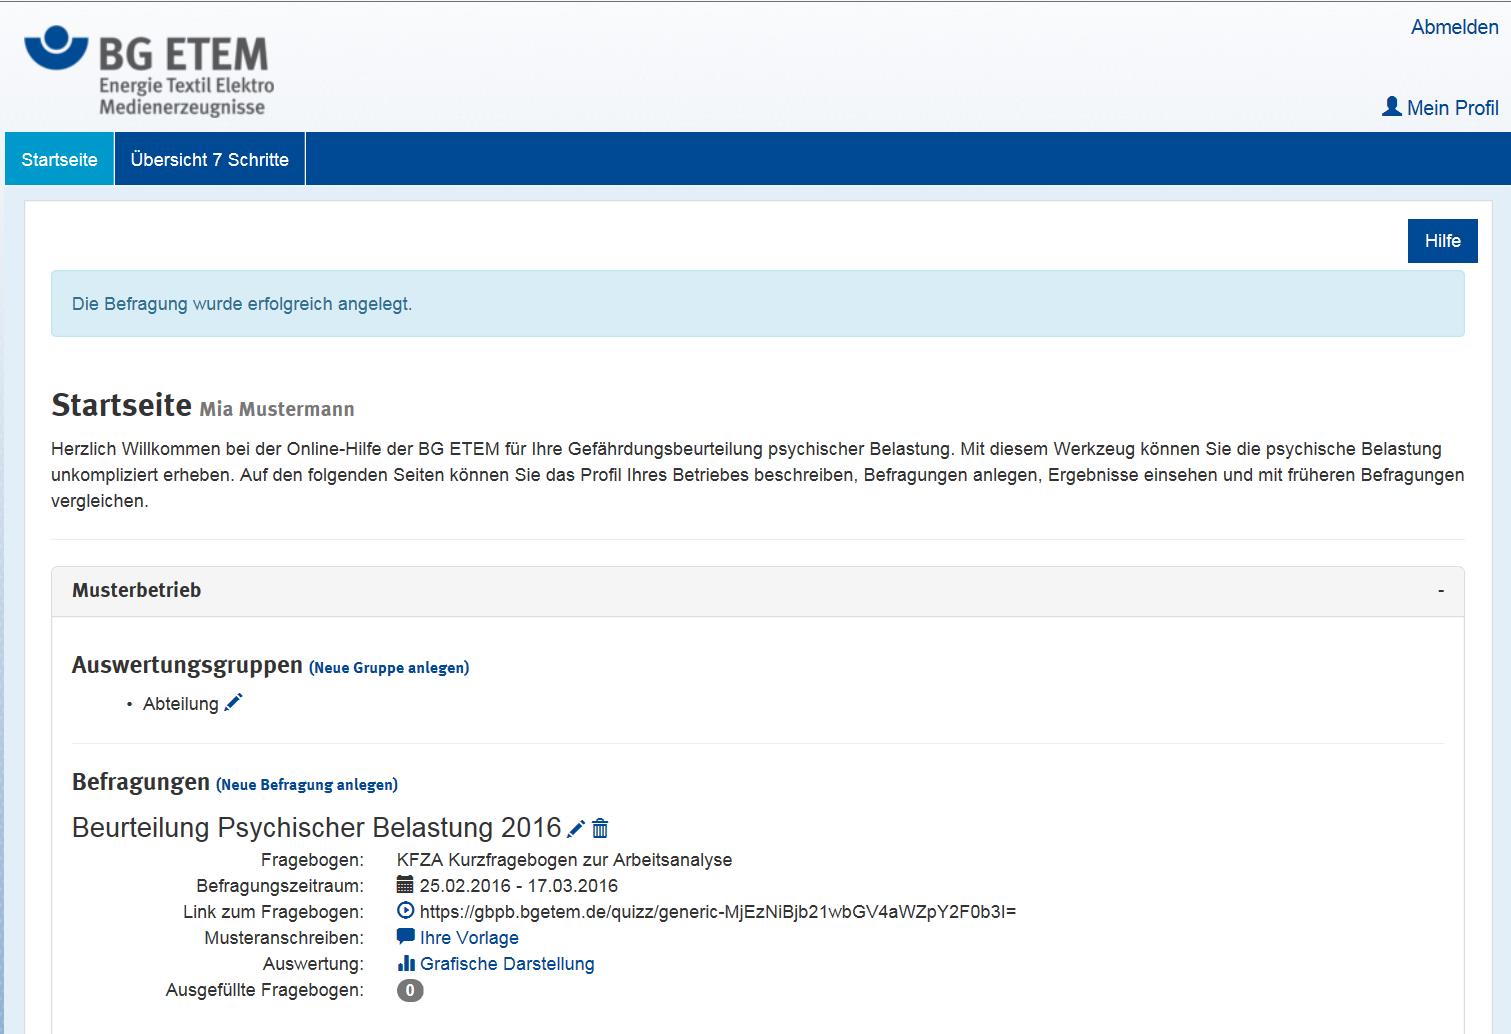 Abmelden
BG ETEM
Energie Textil Elektro
Medienerzeugnisse
Mein Profil
Startseite
Übersicht 7 Schritte
Hilfe
Die Befragung wurde erfolgreich angelegt.
Startseite Mia Mustermann
Herzlich Willkommen bei der Online-Hilfe der BG ETEM für Ihre Gefährdungsbeurteilung psychischer Belastung. Mit diesem Werkzeug können Sie die psychische Belastung
unkompliziert erheben. Auf den folgenden Seiten können Sie das Profil Ihres Betriebes beschreiben, Befragungen anlegen, Ergebnisse einsehen und mit früheren Befragungen
vergleichen.
Musterbetrieb -
Auswertungsgruppen (Neue Gruppe anlegen)
• Abteilung
Befragungen (Neue Befragung anlegen)
Beurteilung Psychischer Belastung 2016
Fragebogen: KFZA Kurzfragebogen zur Arbeitsanalyse
Befragungszeitraum: 25.02.2016 - 17.03.2016
Link zum Fragebogen: https://gbpb.bgetem.de/quizz/generic-MjEzNiBjb21wbGV4aWZpY2F0b3I=
Musteranschreiben: Ihre Vorlage
Auswertung: Grafische Darstellung
Ausgefüllte Fragebogen: 0